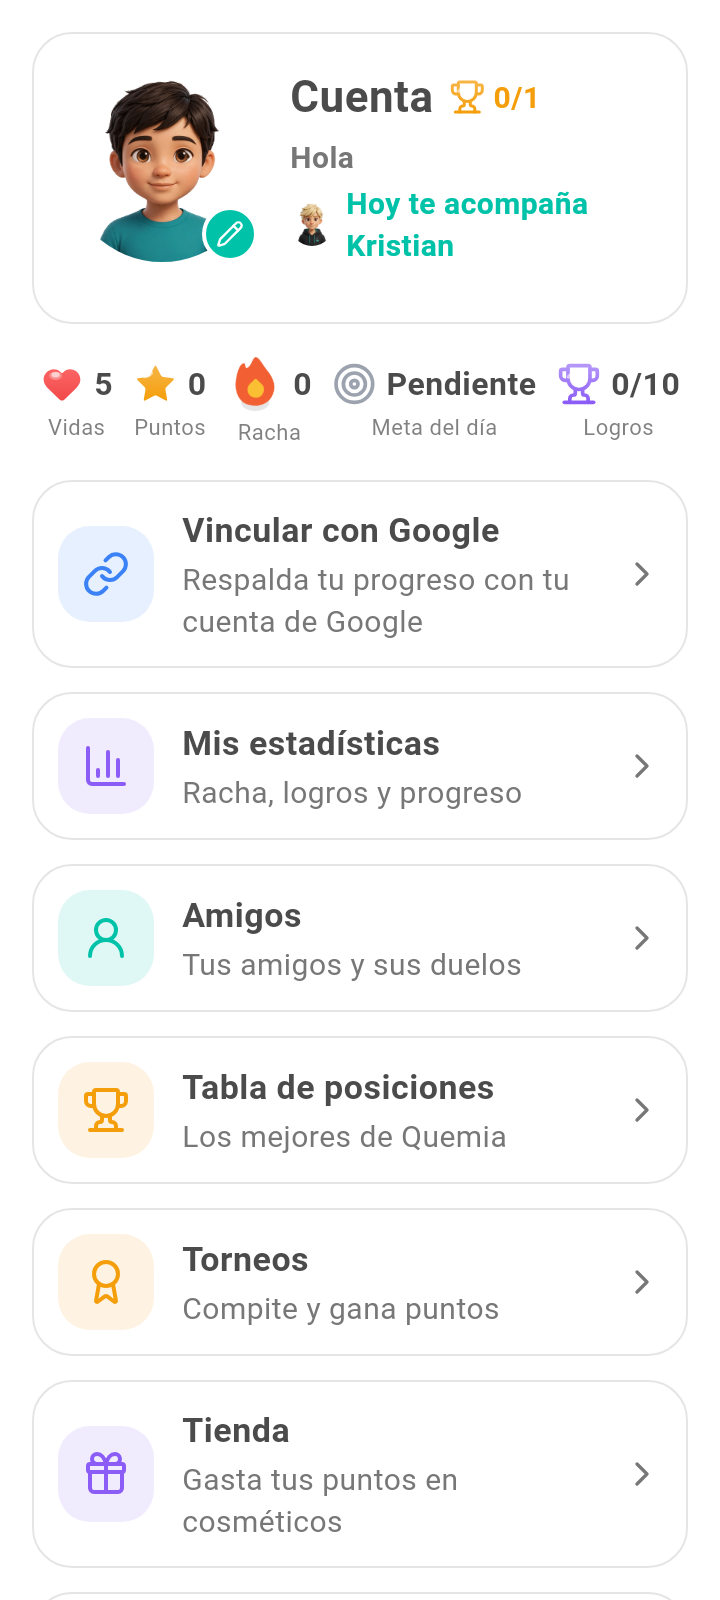 Cuenta 0/1
Hola
Hoy te acompaña
Kristian
5 0 0 Pendiente 0/10
Vidas Puntos Racha Meta del día Logros
Vincular con Google
Respalda tu progreso con tu
cuenta de Google
Mis estadísticas
Racha, logros y progreso
Amigos
Tus amigos y sus duelos
Tabla de posiciones
Los mejores de Quemia
Torneos
Compite y gana puntos
Tienda
Gasta tus puntos en
cosméticos